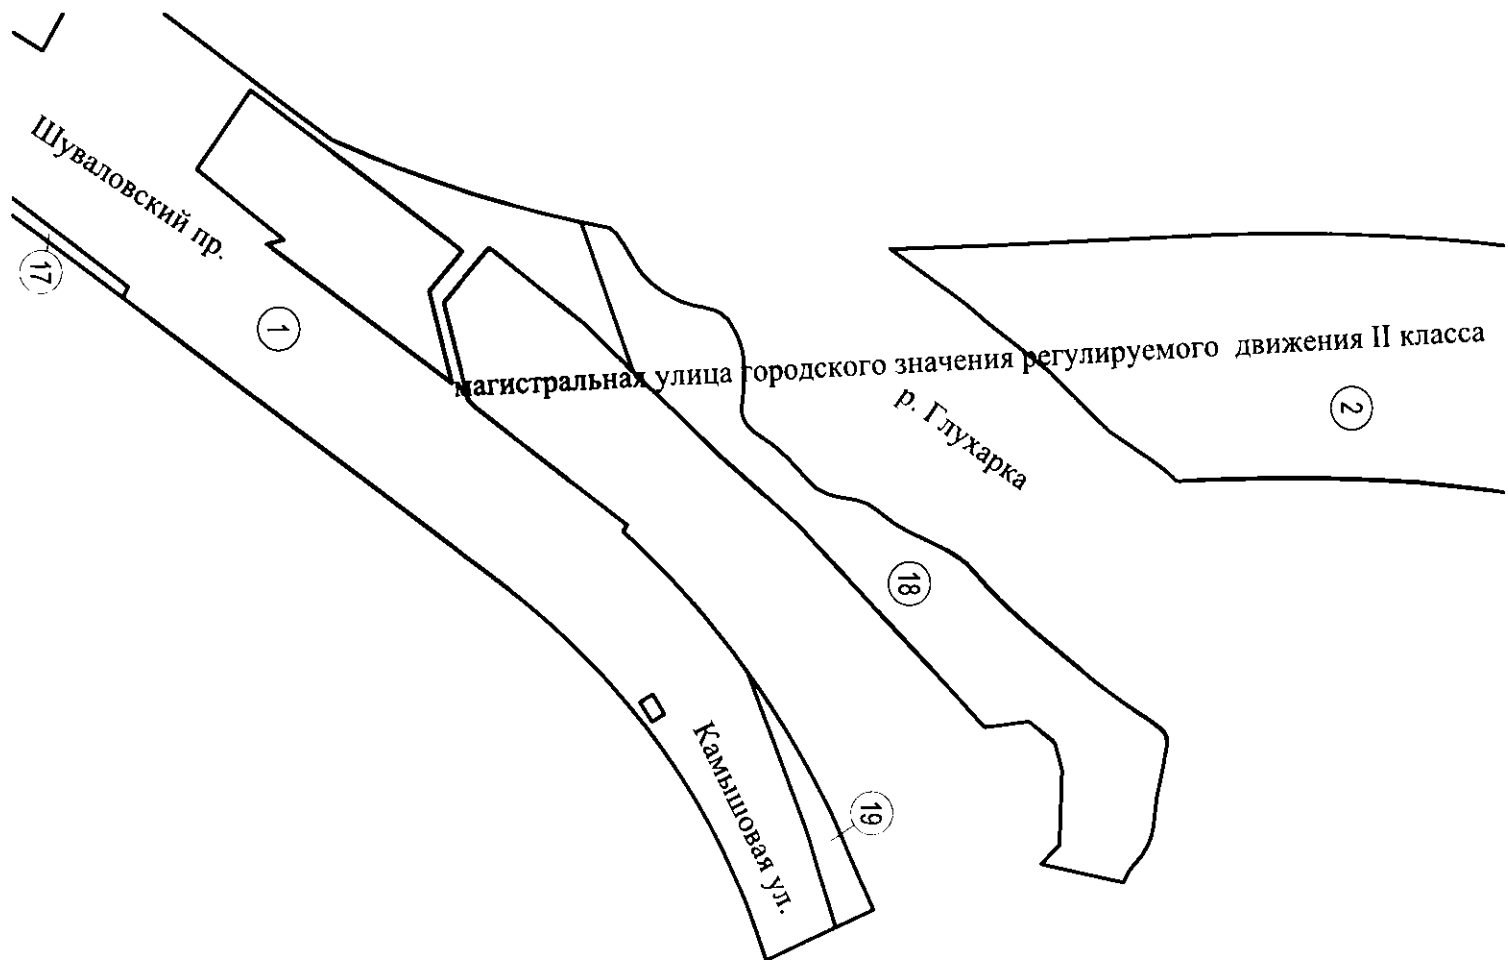 Шуваловский пр.
17
1
магистральная улица городского значения регулируемого движения II класса
2
р. Глухарка
18
Камышовая ул.
19